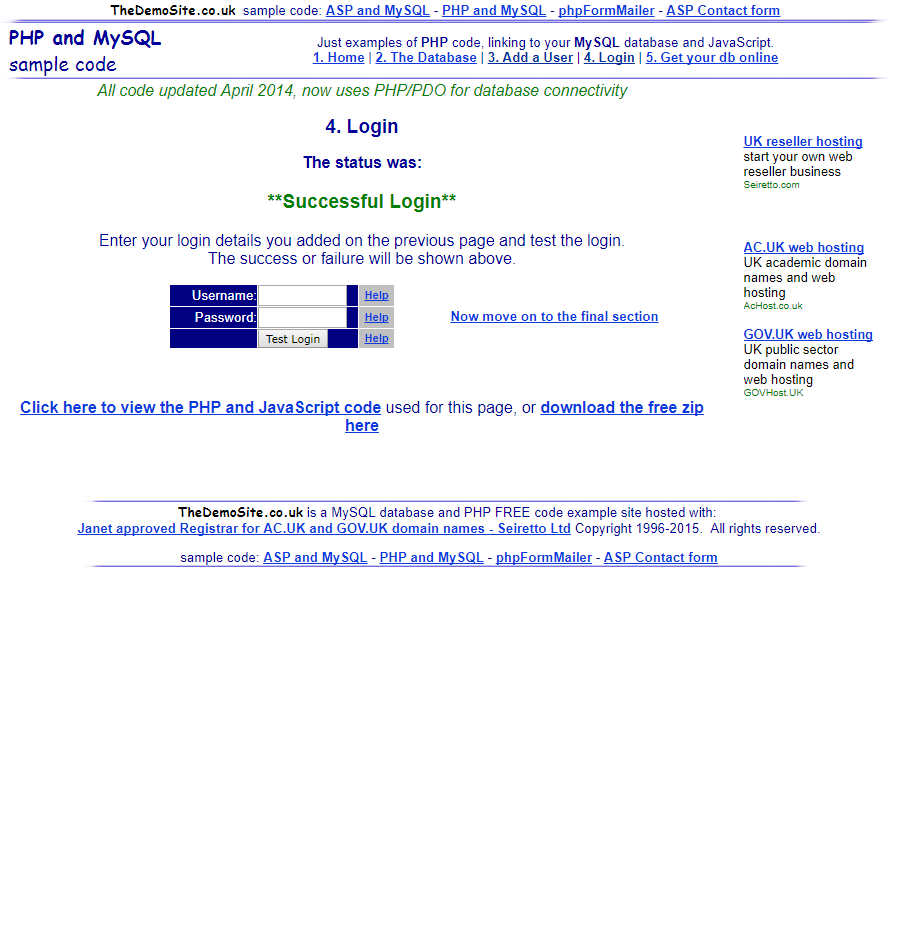 TheDemoSite.co.uk sample code: ASP and MySQL - PHP and MySQL - phpFormMailer - ASP Contact form
PHP and MySQL
sample code
Just examples of PHP code, linking to your MySQL database and JavaScript.
1. Home | 2. The Database | 3. Add a User | 4. Login | 5. Get your db online
All code updated April 2014, now uses PHP/PDO for database connectivity
4. Login
The status was:
**Successful Login**
Enter your login details you added on the previous page and test the login.
The success or failure will be shown above.
Username: Help
Password: Help
Test Login Help
Now move on to the final section
Click here to view the PHP and JavaScript code used for this page, or download the free zip
here
UK reseller hosting
start your own web
reseller business
Seiretto.com
AC.UK web hosting
UK academic domain
names and web
hosting
AcHost.co.uk
GOV.UK web hosting
UK public sector
domain names and
web hosting
GOVHost.UK
TheDemoSite.co.uk is a MySQL database and PHP FREE code example site hosted with:
Janet approved Registrar for AC.UK and GOV.UK domain names - Seiretto Ltd Copyright 1996-2015. All rights reserved.
sample code: ASP and MySQL - PHP and MySQL - phpFormMailer - ASP Contact form